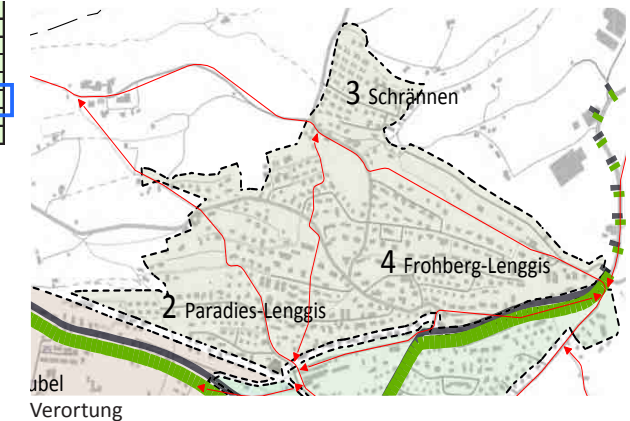 3 Schrännen
4 Frohberg-Lenggis
2 Paradies-Lenggis
ubel
Verortung